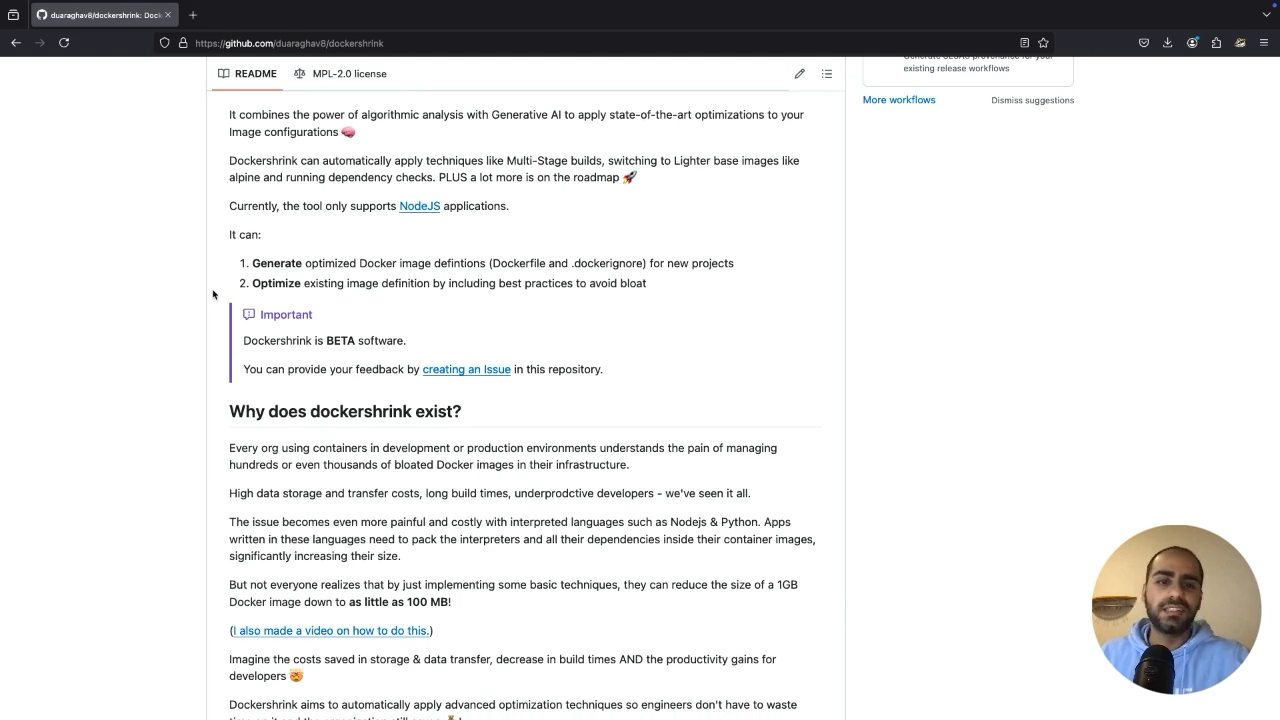 duaraghav8/dockershrink: Dock
https://github.com/duaraghav8/dockershrink
README
MPL-2.0 license
existing release workflows
More workflows
Dismiss suggestions
It combines the power of algorithmic analysis with Generative AI to apply state-of-the-art optimizations to your
Image configurations 🧠
Dockershrink can automatically apply techniques like Multi-Stage builds, switching to Lighter base images like
alpine and running dependency checks. PLUS a lot more is on the roadmap 🚀
Currently, the tool only supports NodeJS applications.
It can:
1. Generate optimized Docker image defintions (Dockerfile and .dockerignore) for new projects
2. Optimize existing image definition by including best practices to avoid bloat
Important
Dockershrink is BETA software.
You can provide your feedback by creating an Issue in this repository.
Why does dockershrink exist?
Every org using containers in development or production environments understands the pain of managing
hundreds or even thousands of bloated Docker images in their infrastructure.
High data storage and transfer costs, long build times, underprodctive developers - we've seen it all.
The issue becomes even more painful and costly with interpreted languages such as Nodejs & Python. Apps
written in these languages need to pack the interpreters and all their dependencies inside their container images,
significantly increasing their size.
But not everyone realizes that by just implementing some basic techniques, they can reduce the size of a 1GB
Docker image down to as little as 100 MB!
(I also made a video on how to do this.)
Imagine the costs saved in storage & data transfer, decrease in build times AND the productivity gains for
developers 🤯
Dockershrink aims to automatically apply advanced optimization techniques so engineers don't have to waste